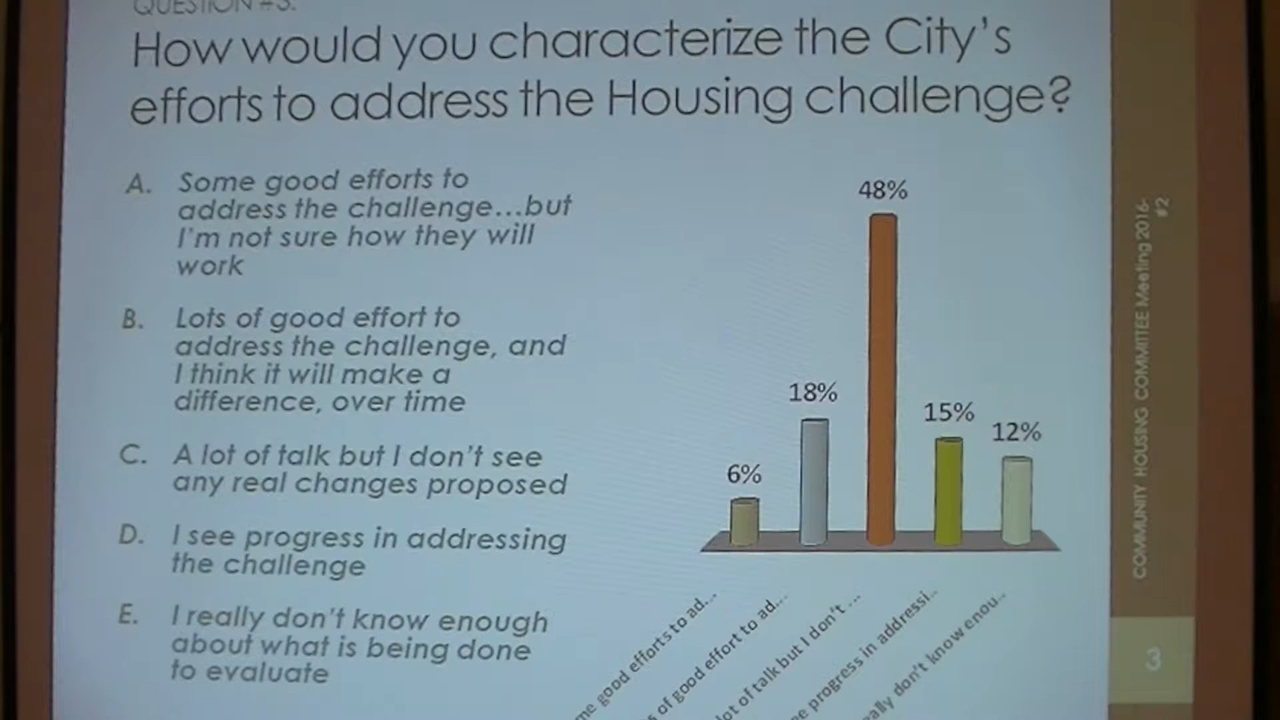 QUESTION #3:
How would you characterize the City's
efforts to address the Housing challenge?
A. Some good efforts to
address the challenge...but
I'm not sure how they will
work
B. Lots of good effort to
address the challenge, and
I think it will make a
difference, over time
C. A lot of talk but I don't see
any real changes proposed
D. I see progress in addressing
the challenge
E. I really don't know enough
about what is being done
to evaluate
6%
18%
48%
15%
12%
me good efforts to ad...
s of good effort to ad...
lot of talk but I don't ...
ee progress in addressi..
eally don't know enou..
COMMUNITY HOUSING COMMITTEE Meeting 2016-
#2
3